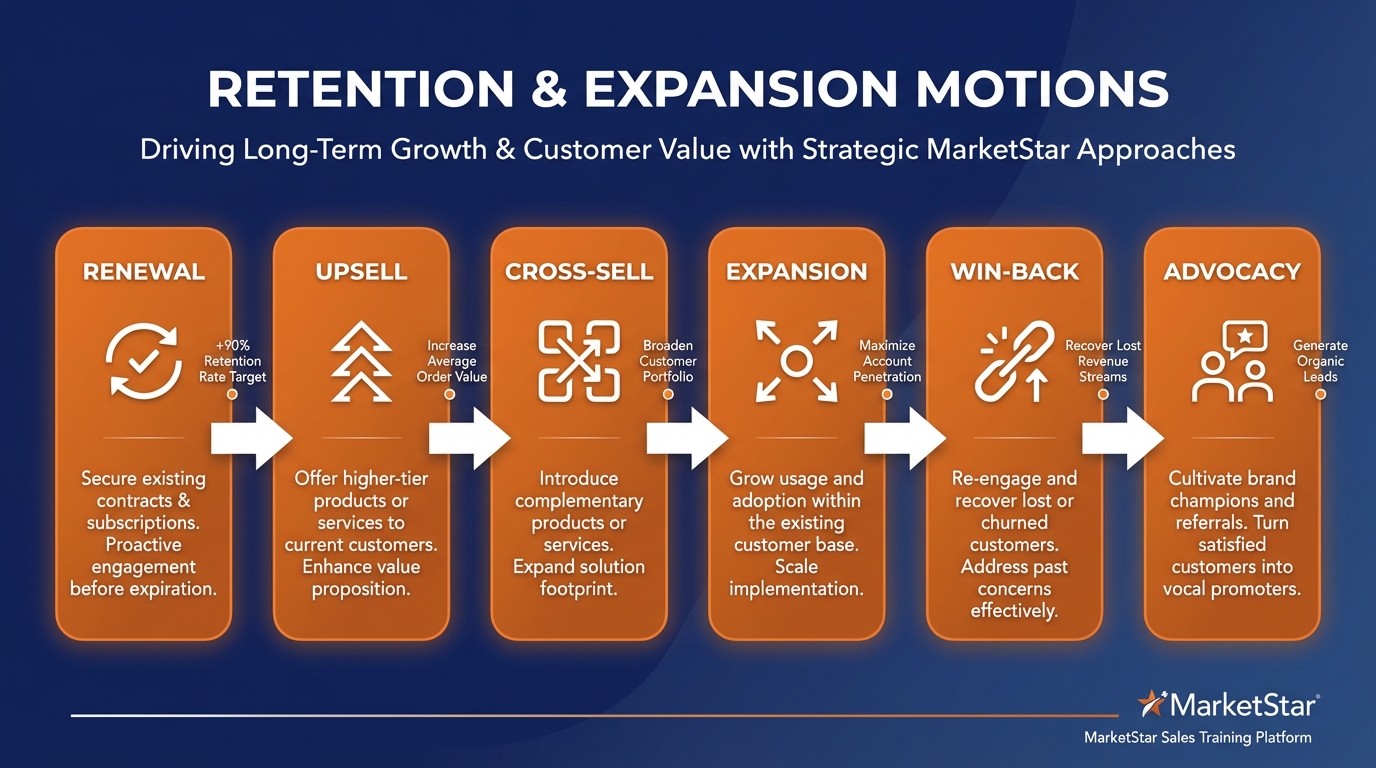 RETENTION & EXPANSION MOTIONS
Driving Long-Term Growth & Customer Value with Strategic MarketStar Approaches
RENEWAL
+90%
Retention
Rate Target
Secure existing
contracts &
subscriptions.
Proactive
engagement
before expiration.
UPSELL
Increase
Average
Order Value
Offer higher-tier
products or
services to
current customers.
Enhance value
proposition.
CROSS-SELL
Broaden
Customer
Portfolio
Introduce
complementary
products or
services.
Expand solution
footprint.
EXPANSION
Maximize
Account
Penetration
Grow usage and
adoption within
the existing
customer base.
Scale
implementation.
WIN-BACK
Recover Lost
Revenue
Streams
Re-engage and
recover lost or
churned
customers.
Address past
concerns
effectively.
ADVOCACY
Generate
Organic
Leads
Cultivate brand
champions and
referrals. Turn
satisfied
customers into
vocal promoters.
MarketStar
MarketStar Sales Training Platform